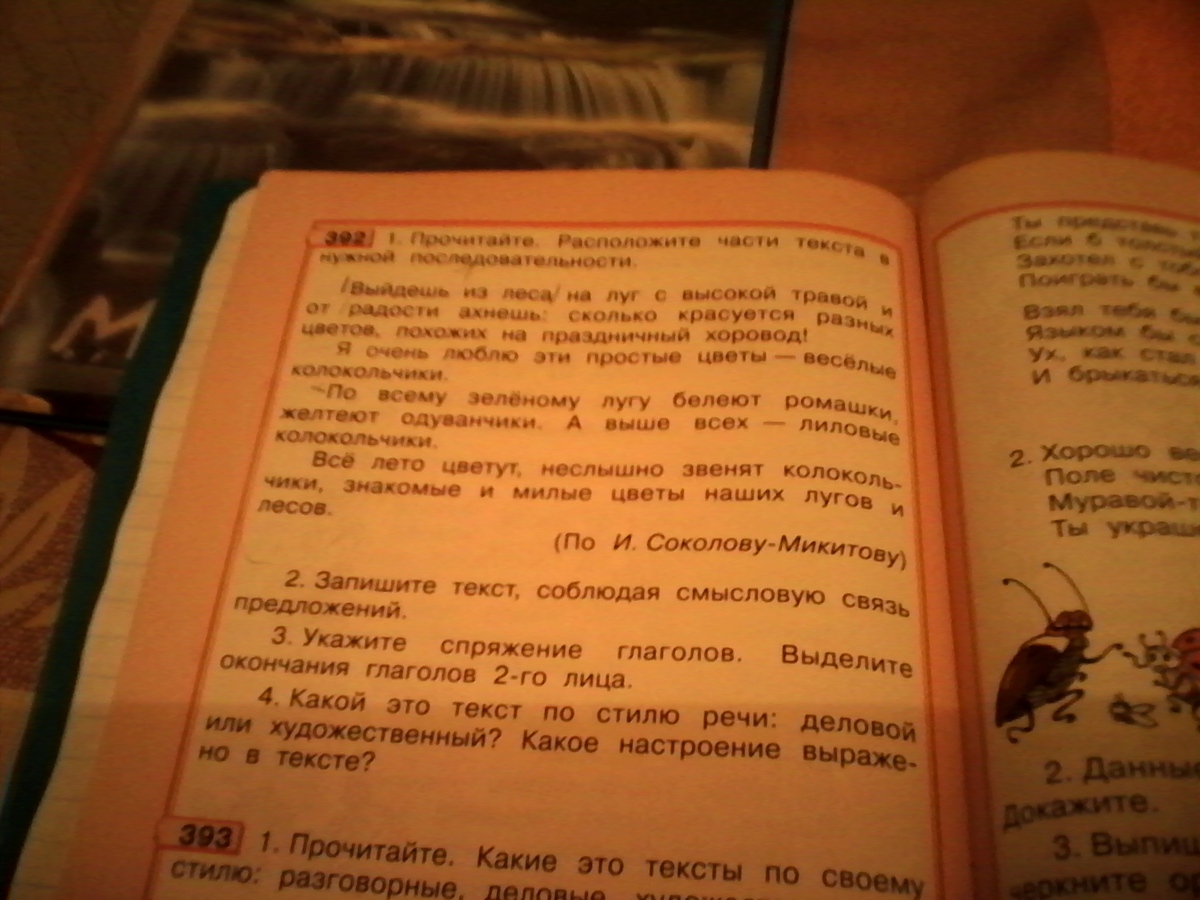 392 1. Прочитайте. Расположите части текста в
нужной последовательности.
Выйдешь из леса на луг с высокой травой и
от радости ахнешь: сколько красуется разных
цветов, похожих на праздничный хоровод!
Я очень люблю эти простые цветы — весёлые
колокольчики.
По всему зелёному лугу белеют ромашки,
желтеют одуванчики. А выше всех — лиловые
колокольчики.
Всё лето цветут, неслышно звенят колоколь-
чики, знакомые и милые цветы наших лугов и
лесов.
(По И. Соколову-Микитову)
2. Запишите текст, соблюдая смысловую связь
предложений.
3. Укажите спряжение глаголов. Выделите
окончания глаголов 2-го лица.
4. Какой это текст по стилю речи: деловой
или художественный? Какое настроение выраже-
но в тексте?
393 1. Прочитайте. Какие это тексты по своему
стилю: разговорные, деловые,
Ты
Если б
Захотел с
Поиграть бы
Взял тебя
Языком бы
Ух, как стал
И
2. Хорошо
Поле
Ты
2. Данные
Докажите.
3.